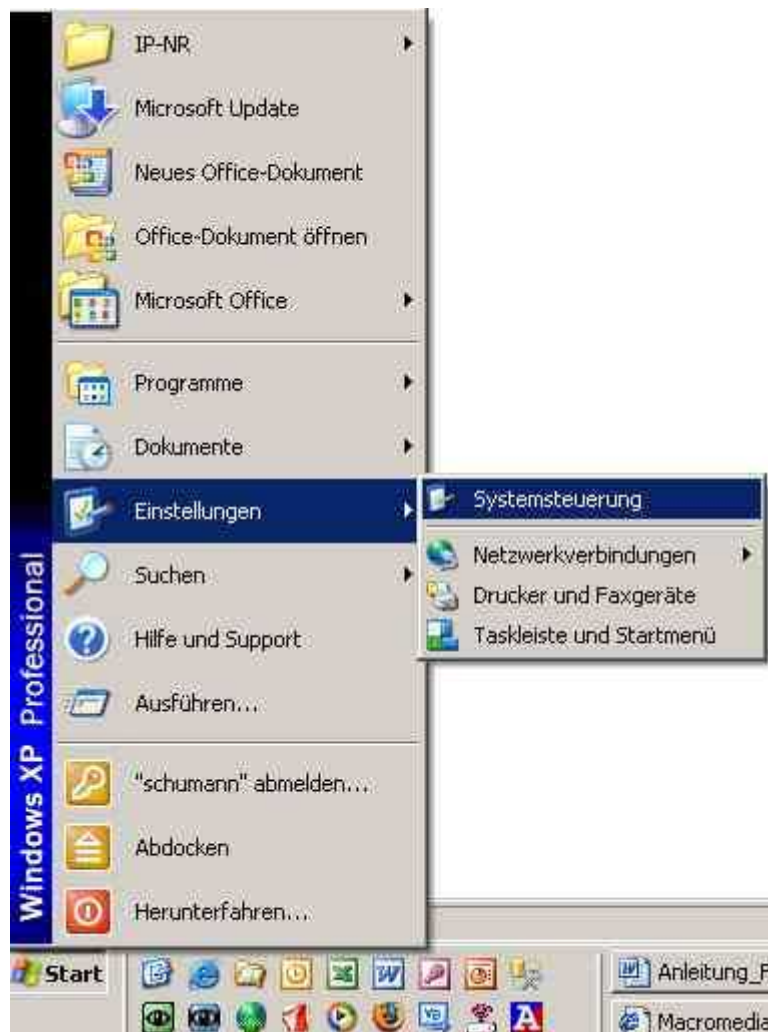 IP-NR
Microsoft Update
Neues Office-Dokument
Office-Dokument öffnen
Microsoft Office
Programme
Dokumente
Einstellungen
Suchen
Hilfe und Support
Ausführen...
"schumann" abmelden...
Abdocken
Herunterfahren...
Windows XP Professional
Systemsteuerung
Netzwerkverbindungen
Drucker und Faxgeräte
Taskleiste und Startmenü
Start
Anleitung_F
Macromedia